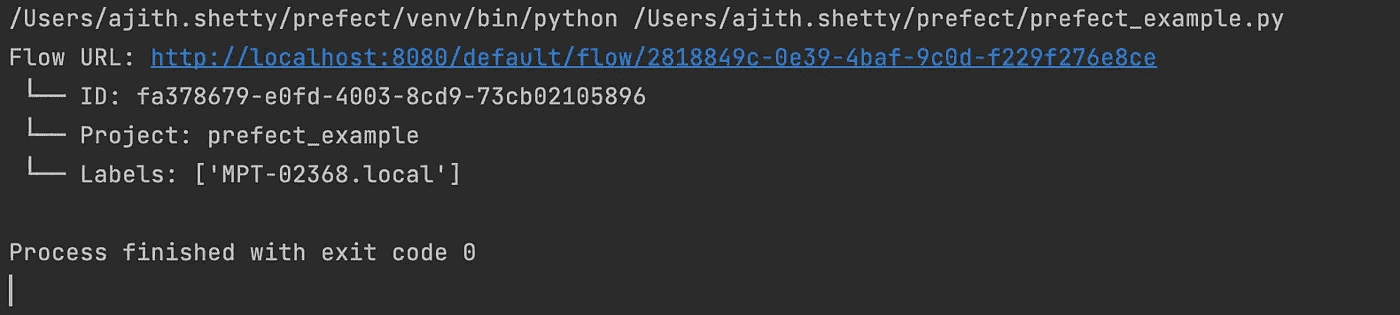 /Users/ajith.shetty/prefect/venv/bin/python /Users/ajith.shetty/prefect/prefect_example.py
Flow URL: http://localhost:8080/default/flow/2818849c-0e39-4baf-9c0d-f229f276e8ce
└── ID: fa378679-e0fd-4003-8cd9-73cb02105896
└── Project: prefect_example
└── Labels: ['MPT-02368.local']
Process finished with exit code 0